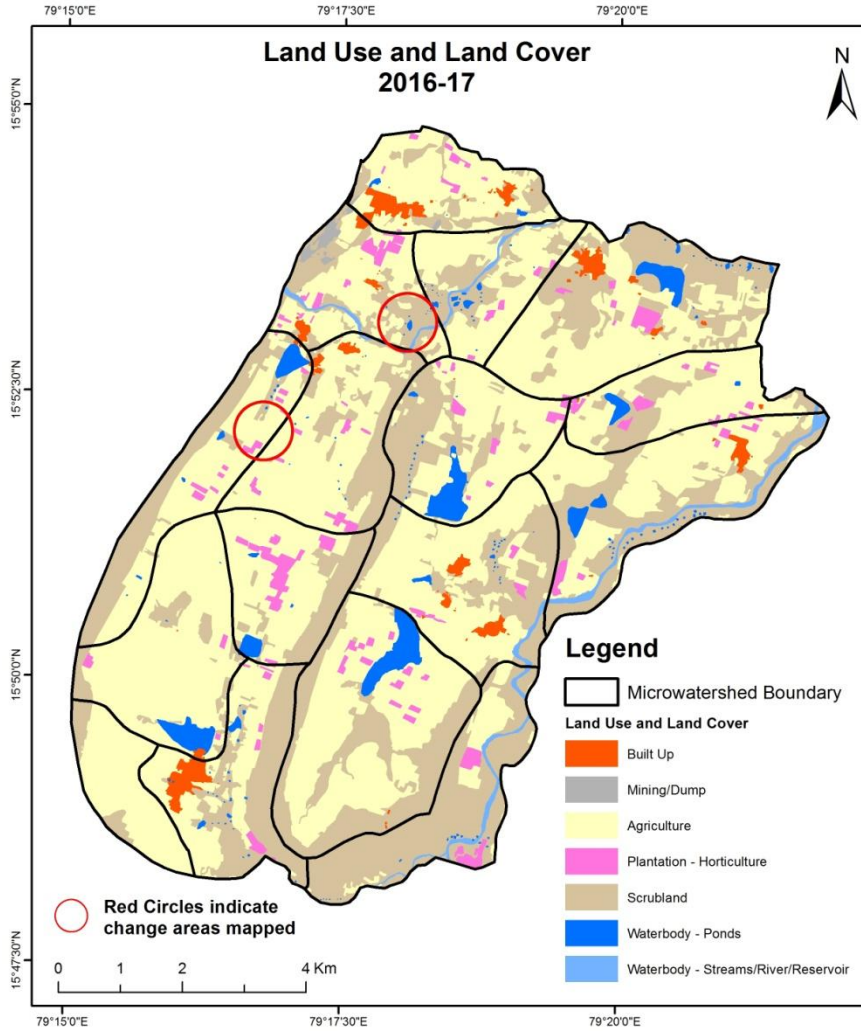 79°15'0"E
79°17'30"E
79°20'0"E
Land Use and Land Cover
2016-17
N
15°55'0"N
15°52'30"N
15°50'0"N
15°47'30"N
Legend
Microwatershed Boundary
Land Use and Land Cover
Built Up
Mining/Dump
Agriculture
Plantation - Horticulture
Scrubland
Waterbody - Ponds
Waterbody - Streams/River/Reservoir
Red Circles indicate
change areas mapped
0 1 2 4 Km
79°15'0"E
79°17'30"E
79°20'0"E